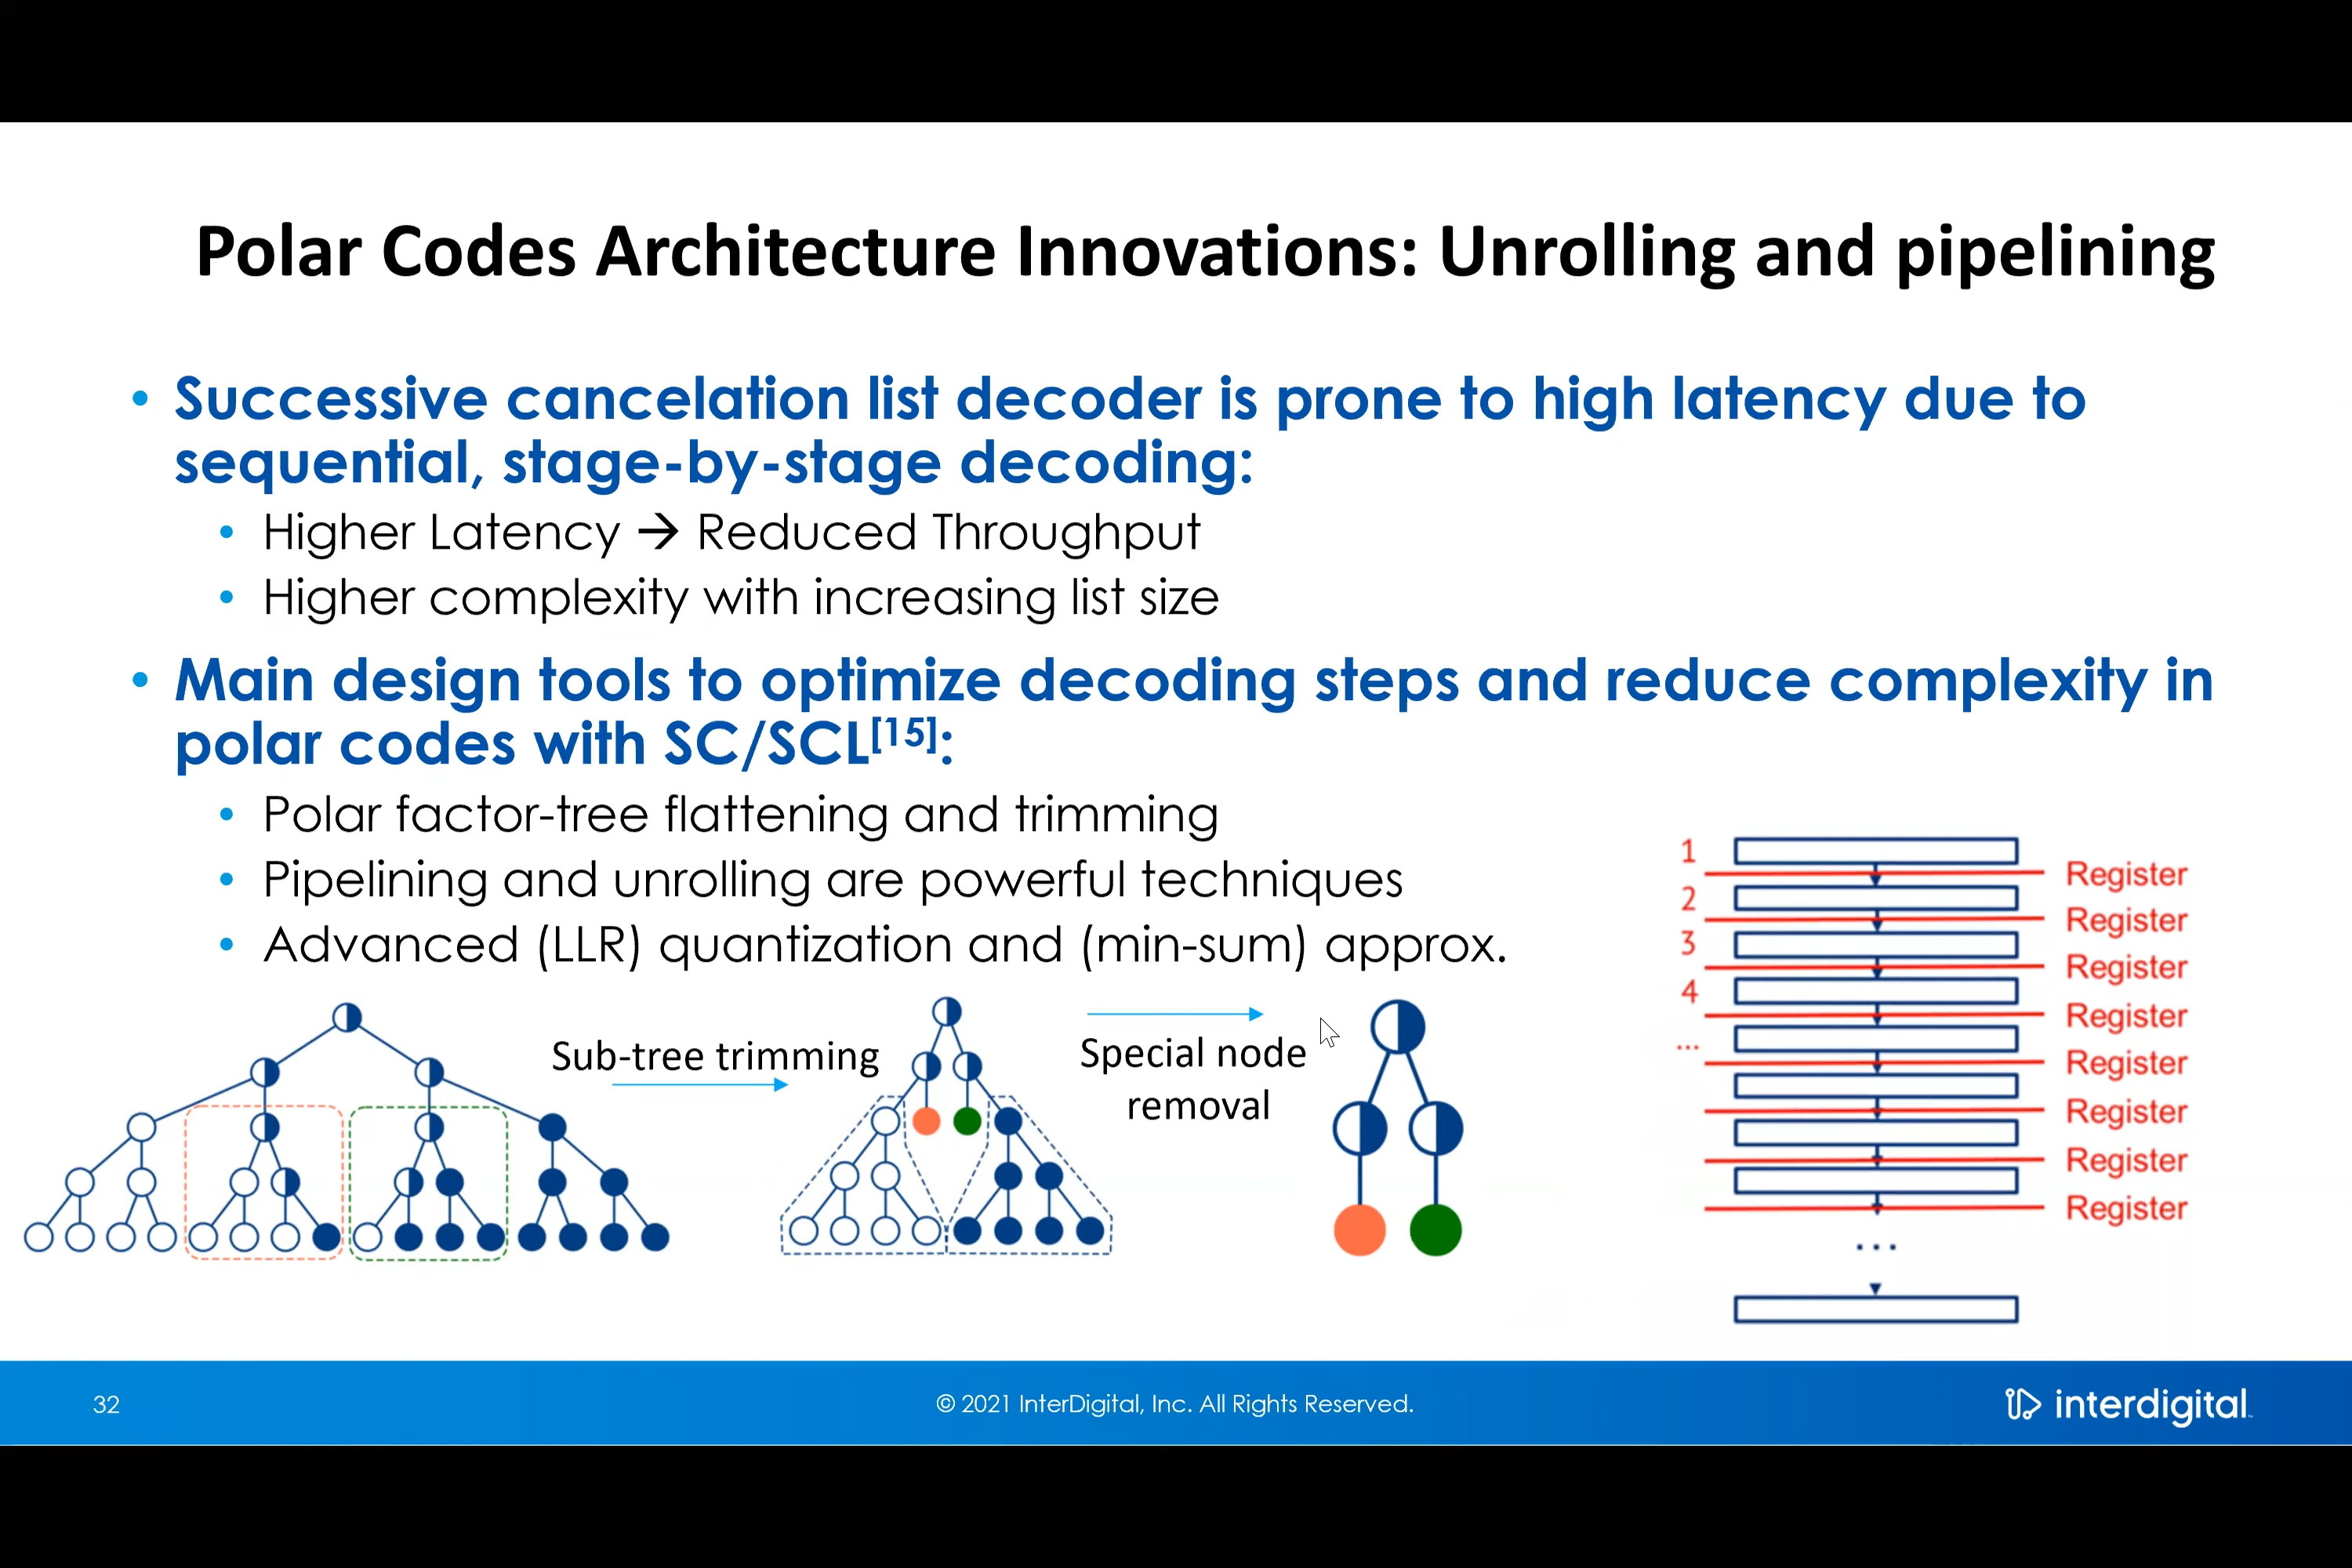 Polar Codes Architecture Innovations: Unrolling and pipelining
• Successive cancelation list decoder is prone to high latency due to
sequential, stage-by-stage decoding:
• Higher Latency → Reduced Throughput
• Higher complexity with increasing list size
• Main design tools to optimize decoding steps and reduce complexity in
polar codes with SC/SCL[15]:
• Polar factor-tree flattening and trimming
• Pipelining and unrolling are powerful techniques
• Advanced (LLR) quantization and (min-sum) approx.
Sub-tree trimming
Special node
removal
1
Register
2
Register
3
Register
4
Register
...
Register
Register
Register
Register
...
32
© 2021 InterDigital, Inc. All Rights Reserved.
interdigital